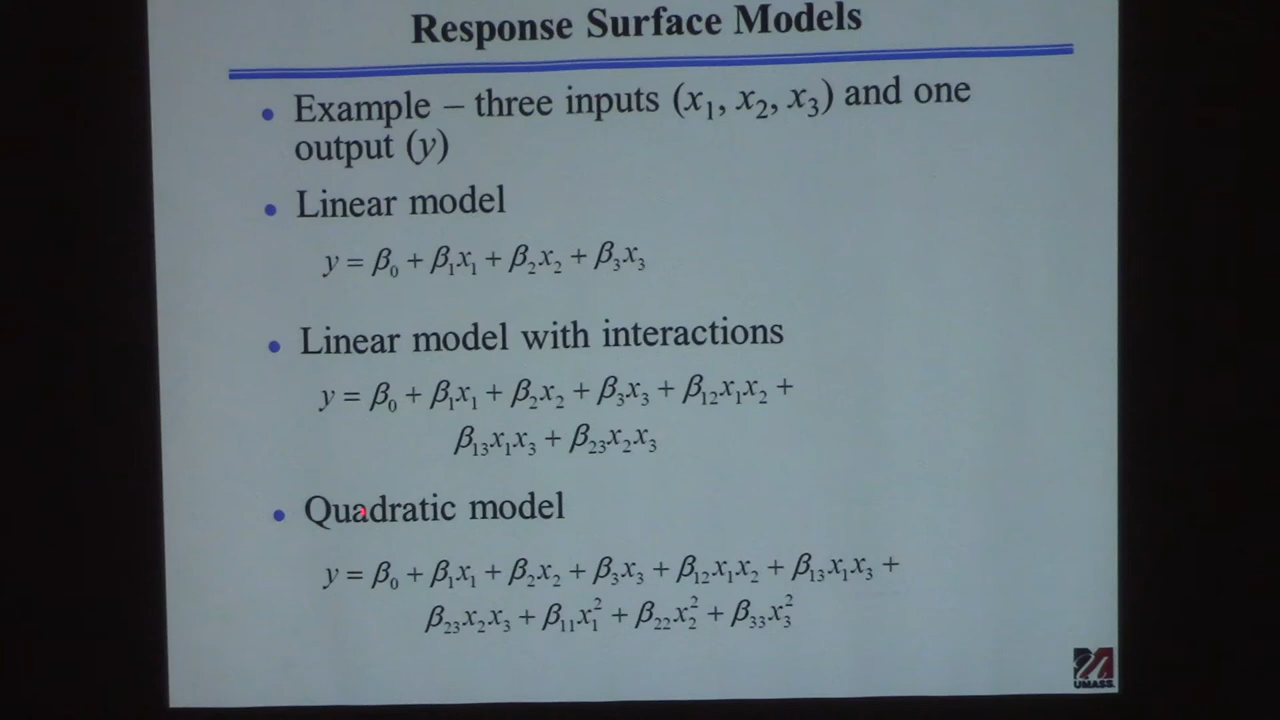 Response Surface Models
• Example – three inputs (x₁, x₂, x₃) and one
output (y)
• Linear model
y = β₀ + β₁x₁ + β₂x₂ + β₃x₃
• Linear model with interactions
y = β₀ + β₁x₁ + β₂x₂ + β₃x₃ + β₁₂x₁x₂ +
β₁₃x₁x₃ + β₂₃x₂x₃
• Quadratic model
y = β₀ + β₁x₁ + β₂x₂ + β₃x₃ + β₁₂x₁x₂ + β₁₃x₁x₃ +
β₂₃x₂x₃ + β₁₁x₁² + β₂₂x₂² + β₃₃x₃²
UMASS